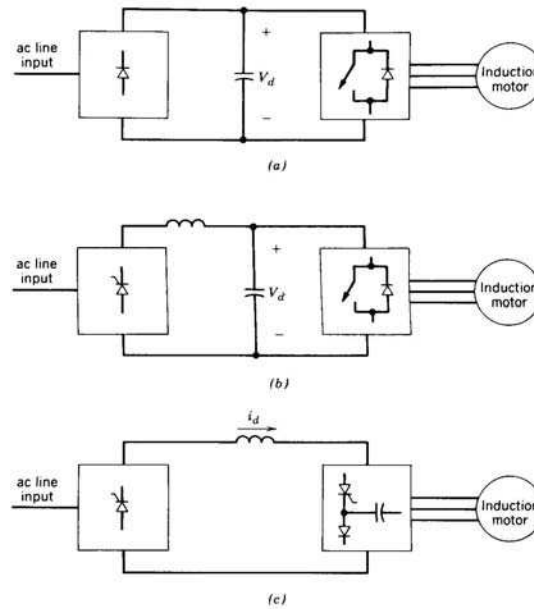 ac line
input
+
V_d
−
Induction
motor
(a)
ac line
input
+
V_d
−
Induction
motor
(b)
i_d
ac line
input
Induction
motor
(c)